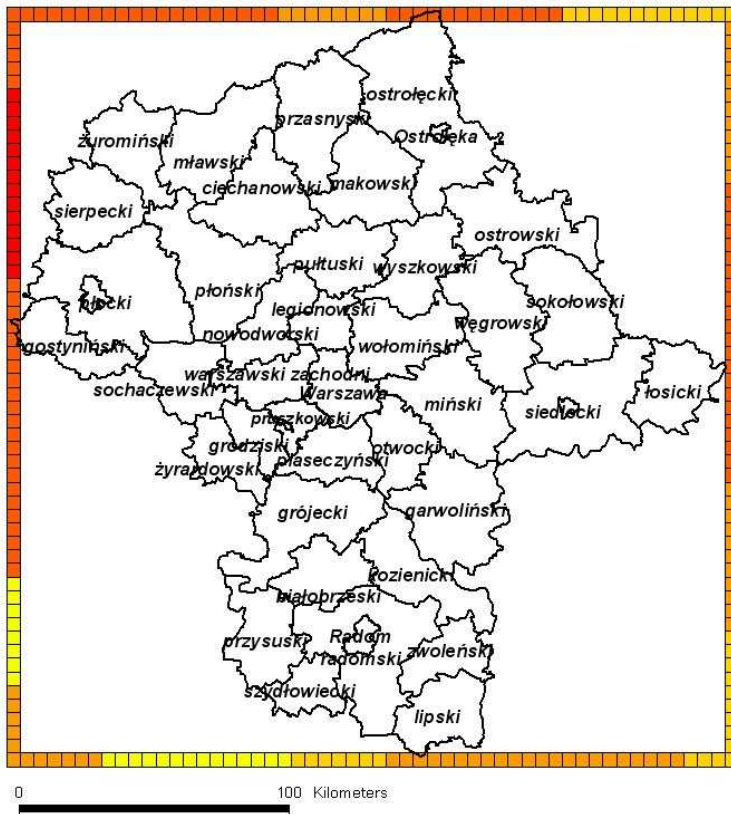 ostrołęcki
przasnyski
żuromiński
Ostrołęka
mławski
ciechanowski
makowski
sierpecki
ostrowski
pułtuski
wyszkowski
płoński
płocki
sokołowski
legionowski
węgrowski
nowodworski
gostyniński
wołomiński
warszawski zachodni
sochaczewski
Warszawa
łosicki
miński
siedlecki
pruszkowski
grodziski
otwocki
piaseczyński
żyrardowski
grójecki
garwoliński
kozienicki
białobrzeski
Radom
przysuski
zwoleński
radomski
szydłowiecki
lipski
0 100 Kilometers